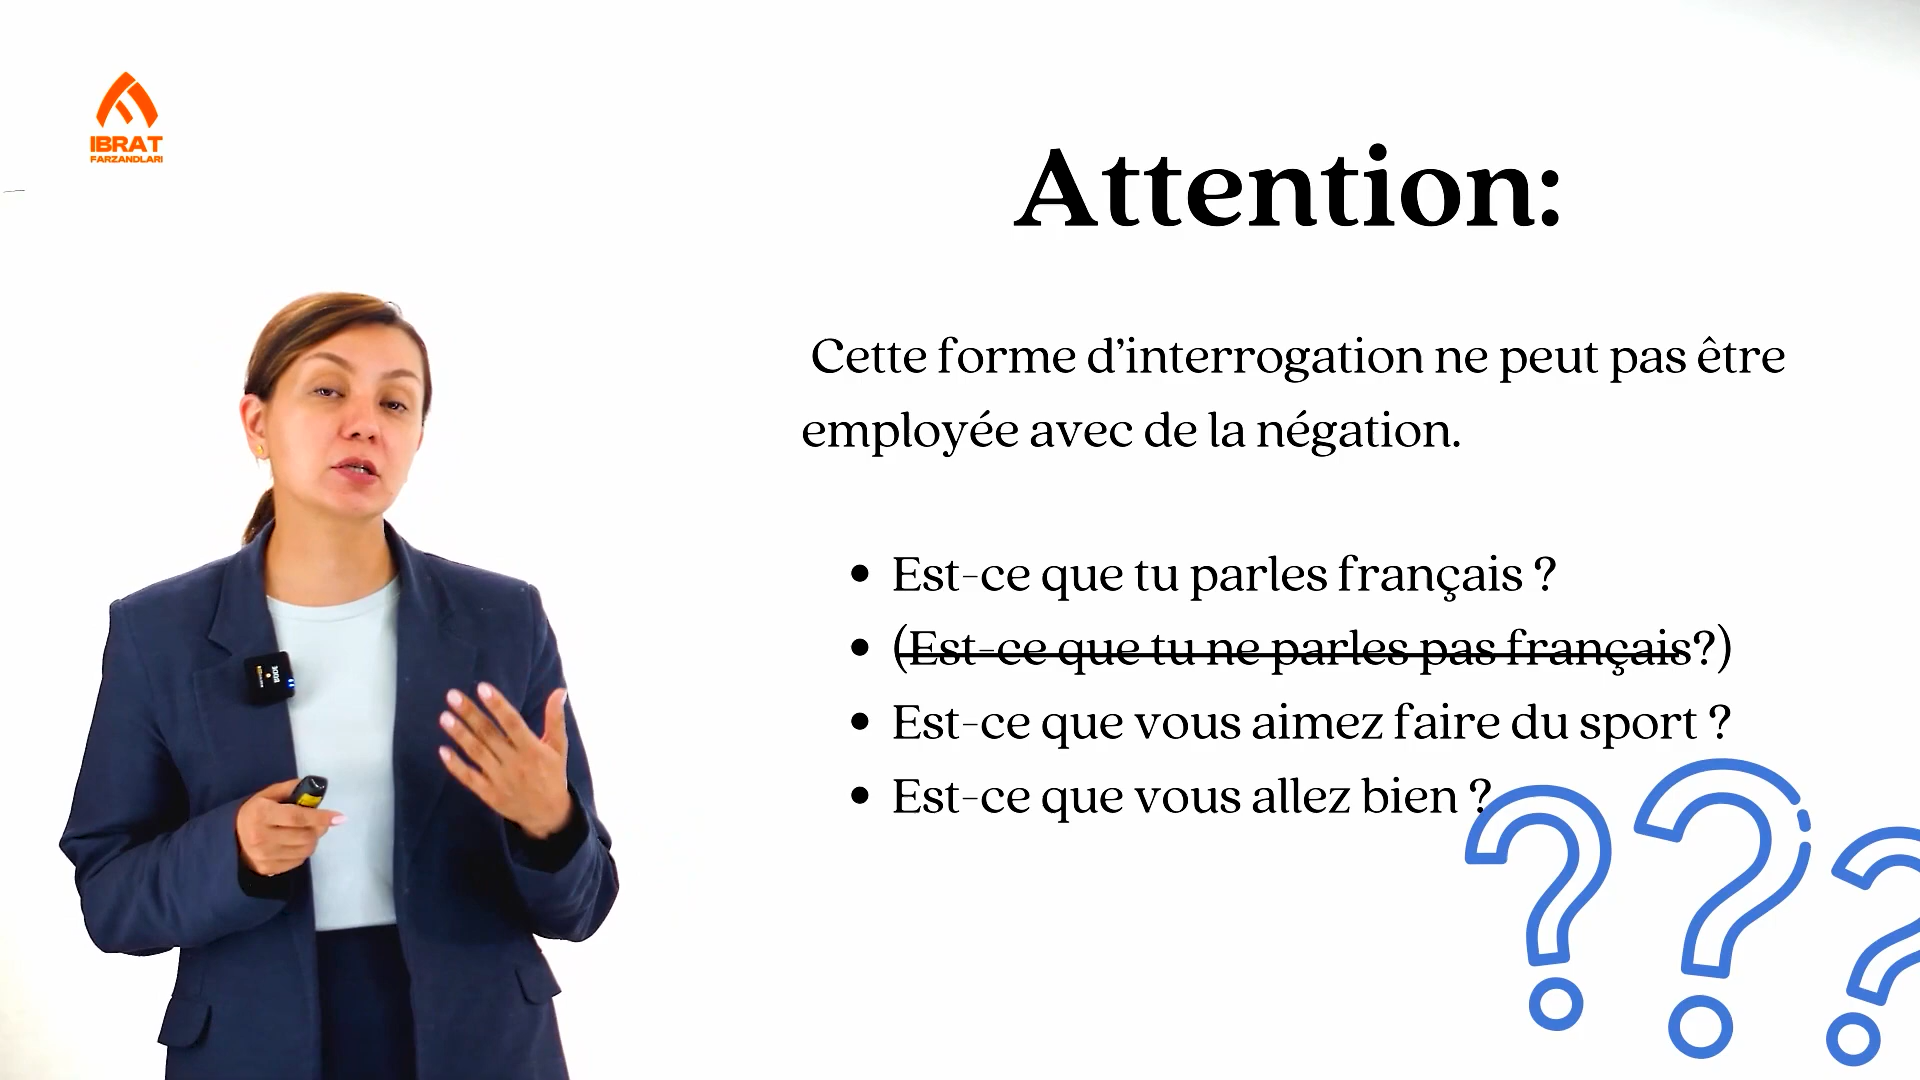 IBRAT
FARZANDLARI
Attention:
Cette forme d'interrogation ne peut pas être
employée avec de la négation.
Est-ce que tu parles français ?
(Est-ce que tu ne parles pas français?)
Est-ce que vous aimez faire du sport ?
Est-ce que vous allez bien ?